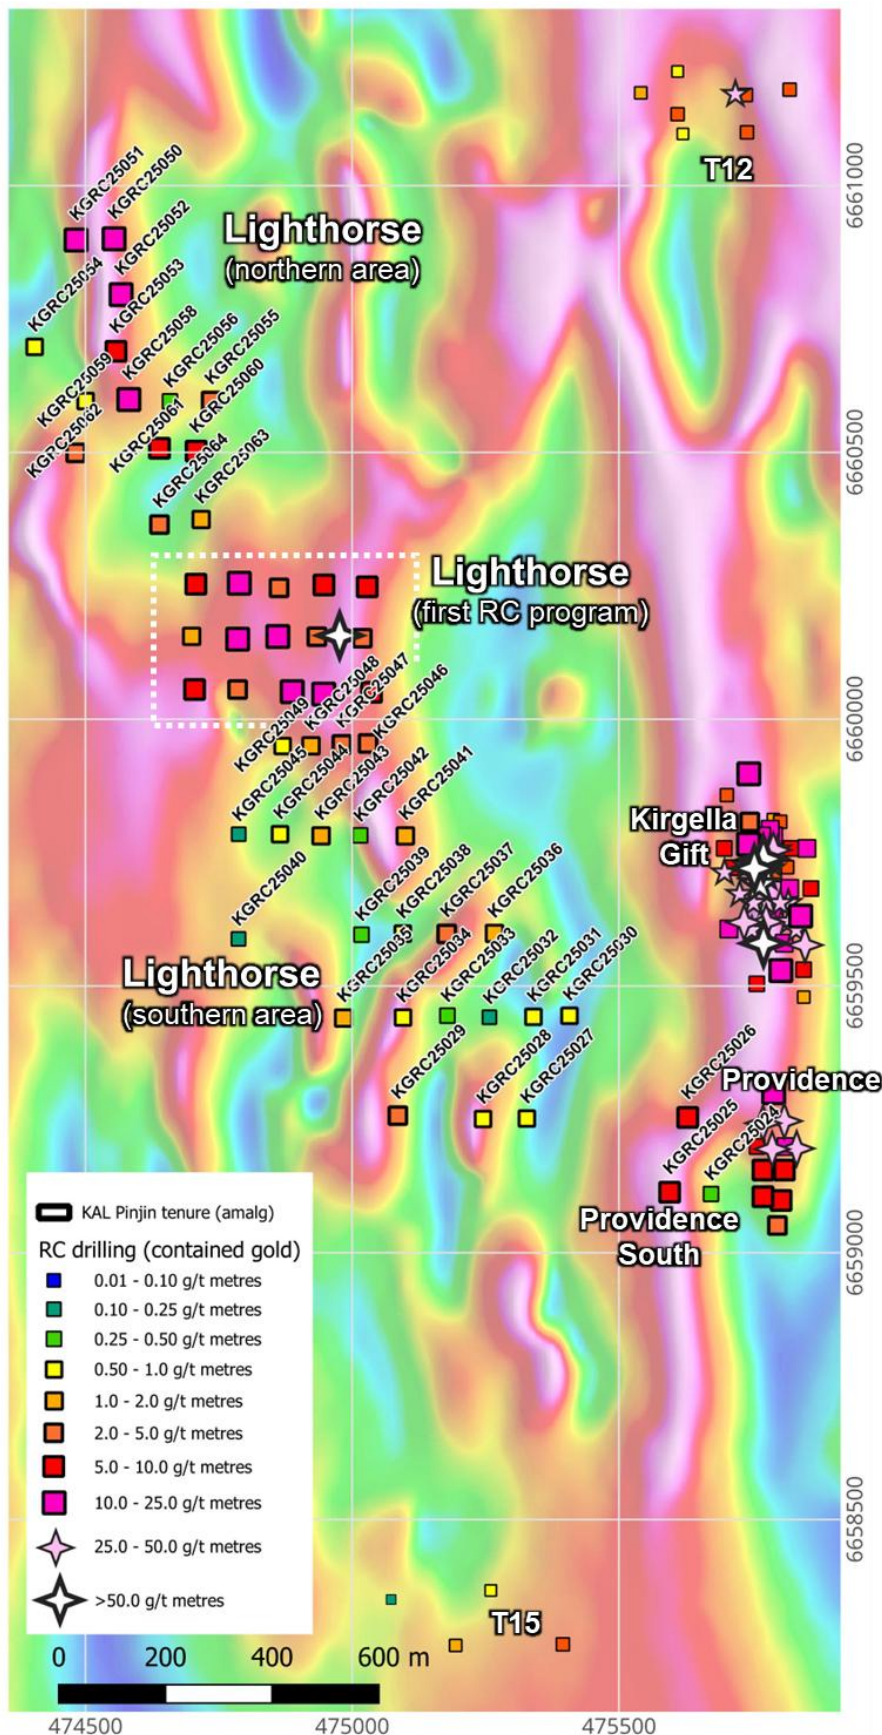 T12
6661000
KGRC25051
KGRC25050
KGRC25052
KGRC25054
KGRC25053
Lighthorse
(northern area)
KGRC25058
KGRC25056
KGRC25055
KGRC25059
KGRC25060
KGRC25062
KGRC25061
KGRC25064
KGRC25063
6660500
Lighthorse
(first RC program)
KGRC25049
KGRC25048
KGRC25047
KGRC25046
6660000
KGRC25045
KGRC25044
KGRC25043
KGRC25042
KGRC25041
Kirgella
Gift
KGRC25040
KGRC25039
KGRC25038
KGRC25037
KGRC25036
Lighthorse
(southern area)
KGRC25034
KGRC25033
KGRC25032
KGRC25031
KGRC25030
6659500
KGRC25029
KGRC25028
KGRC25027
KGRC25026
Providence
KGRC25025
KGRC25024
Providence
South
6659000
KAL Pinjin tenure (amalg)
RC drilling (contained gold)
0.01 - 0.10 g/t metres
0.10 - 0.25 g/t metres
0.25 - 0.50 g/t metres
0.50 - 1.0 g/t metres
1.0 - 2.0 g/t metres
2.0 - 5.0 g/t metres
5.0 - 10.0 g/t metres
10.0 - 25.0 g/t metres
25.0 - 50.0 g/t metres
>50.0 g/t metres
6658500
T15
0 200 400 600 m
474500 475000 475500